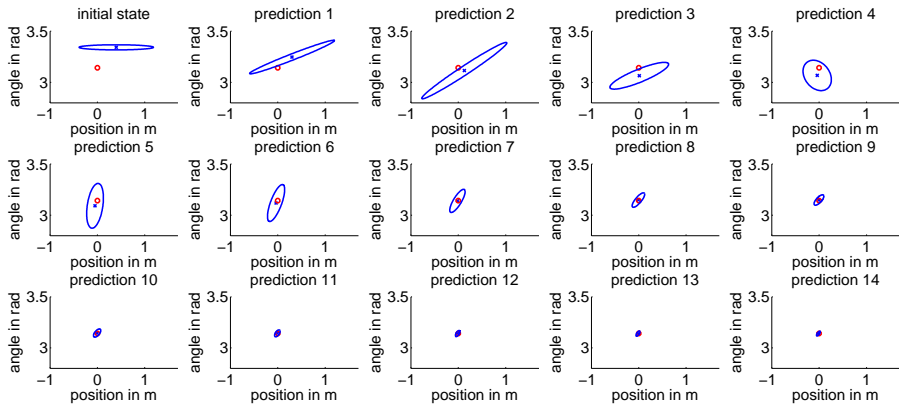 initial state
prediction 1
prediction 2
prediction 3
prediction 4
angle in rad
3.5
3
−1
0
1
position in m
angle in rad
3.5
3
−1
0
1
position in m
angle in rad
3.5
3
−1
0
1
position in m
angle in rad
3.5
3
−1
0
1
position in m
angle in rad
3.5
3
−1
0
1
position in m
prediction 5
prediction 6
prediction 7
prediction 8
prediction 9
angle in rad
3.5
3
−1
0
1
position in m
angle in rad
3.5
3
−1
0
1
position in m
angle in rad
3.5
3
−1
0
1
position in m
angle in rad
3.5
3
−1
0
1
position in m
angle in rad
3.5
3
−1
0
1
position in m
prediction 10
prediction 11
prediction 12
prediction 13
prediction 14
angle in rad
3.5
3
−1
0
1
position in m
angle in rad
3.5
3
−1
0
1
position in m
angle in rad
3.5
3
−1
0
1
position in m
angle in rad
3.5
3
−1
0
1
position in m
angle in rad
3.5
3
−1
0
1
position in m